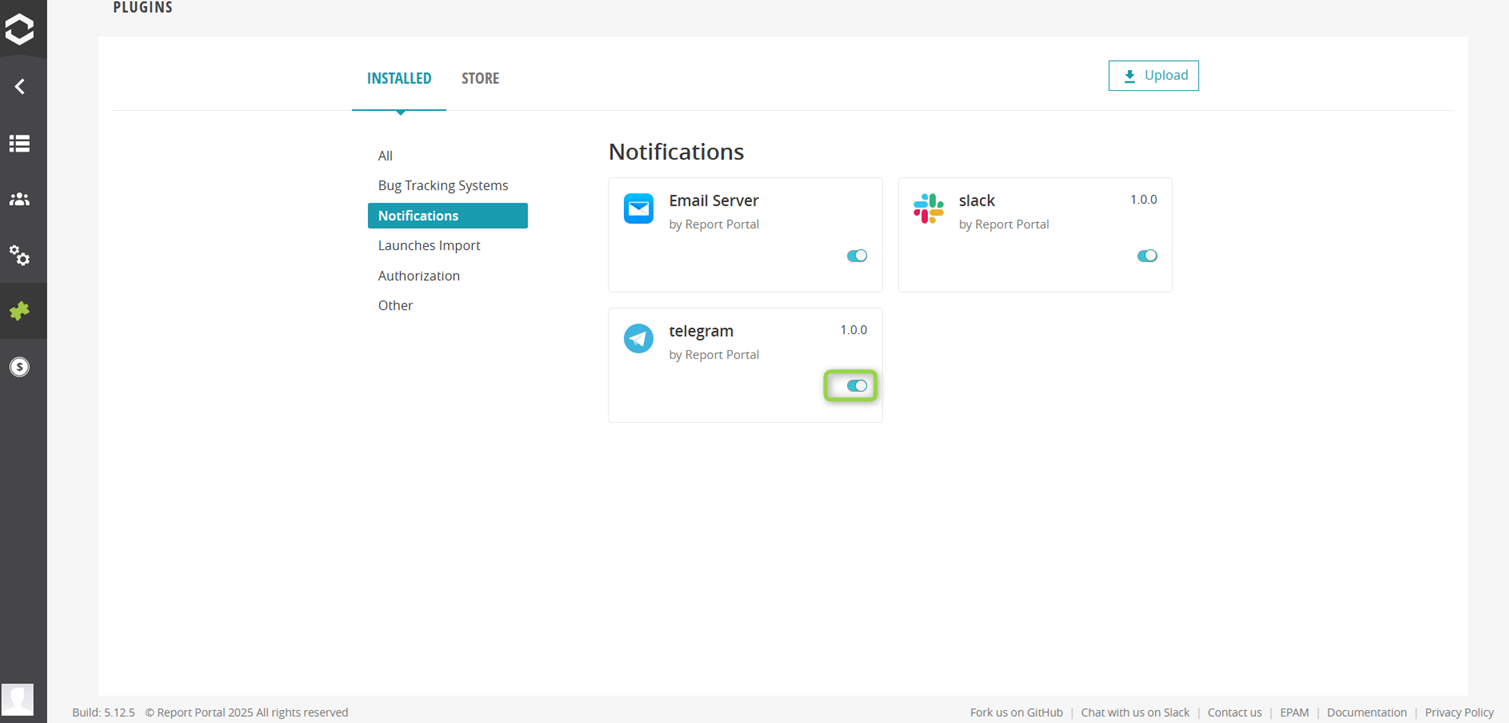 PLUGINS
INSTALLED
STORE
Upload
All
Bug Tracking Systems
Notifications
Launches Import
Authorization
Other
Notifications
Email Server
by Report Portal
slack
1.0.0
by Report Portal
telegram
1.0.0
by Report Portal
$
Build: 5.12.5 © Report Portal 2025 All rights reserved
Fork us on GitHub | Chat with us on Slack | Contact us | EPAM | Documentation | Privacy Policy